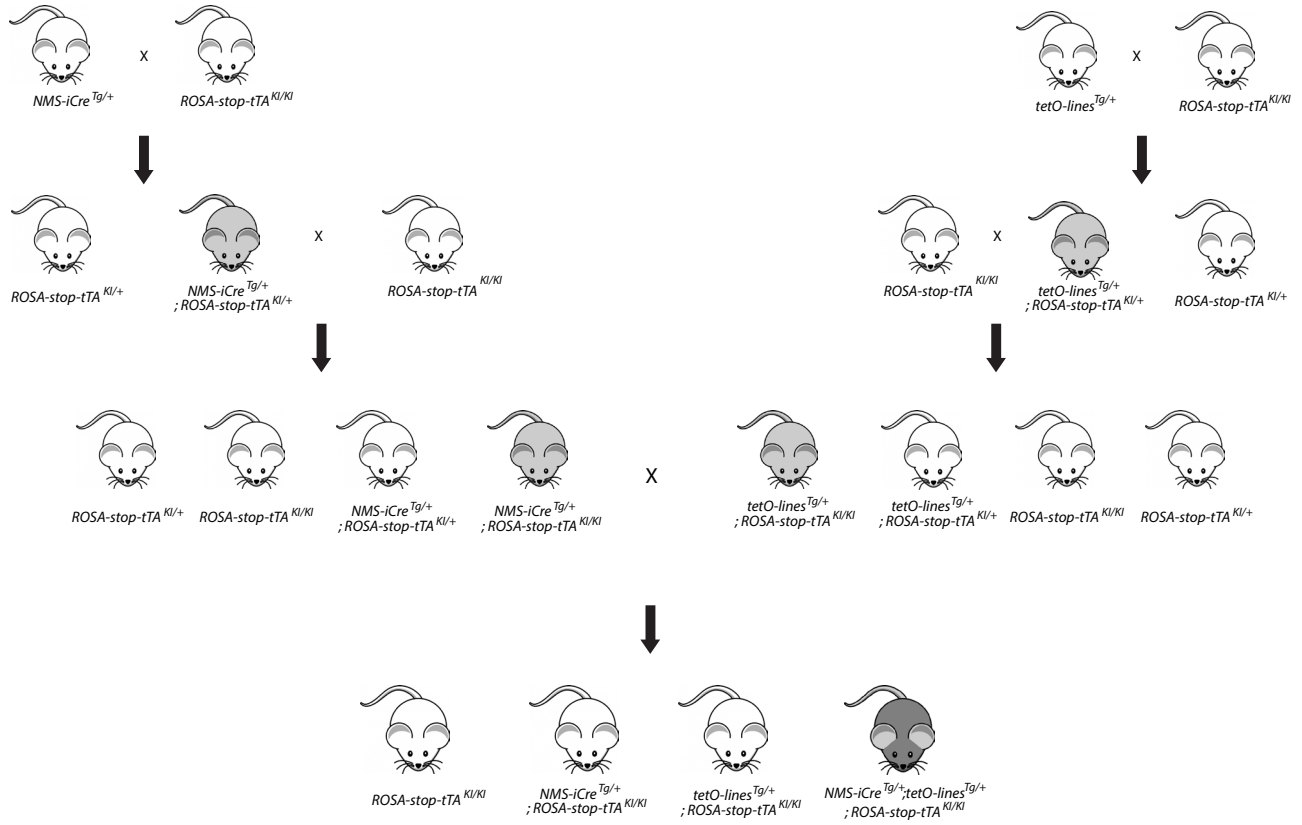 X
X
NMS-iCre Tg/+
ROSA-stop-tTA KI/KI
tetO-lines Tg/+
ROSA-stop-tTA KI/KI
X
X
ROSA-stop-tTA KI/+
NMS-iCre Tg/+
; ROSA-stop-tTA KI/+
ROSA-stop-tTA KI/KI
ROSA-stop-tTA KI/KI
tetO-lines Tg/+
; ROSA-stop-tTA KI/+
ROSA-stop-tTA KI/+
X
ROSA-stop-tTA KI/+
ROSA-stop-tTA KI/KI
NMS-iCre Tg/+
; ROSA-stop-tTA KI/+
NMS-iCre Tg/+
; ROSA-stop-tTA KI/KI
tetO-lines Tg/+
; ROSA-stop-tTA KI/KI
tetO-lines Tg/+
; ROSA-stop-tTA KI/+
ROSA-stop-tTA KI/KI
ROSA-stop-tTA KI/+
ROSA-stop-tTA KI/KI
NMS-iCre Tg/+
; ROSA-stop-tTA KI/KI
tetO-lines Tg/+
; ROSA-stop-tTA KI/KI
NMS-iCre Tg/+;tetO-lines Tg/+
; ROSA-stop-tTA KI/KI